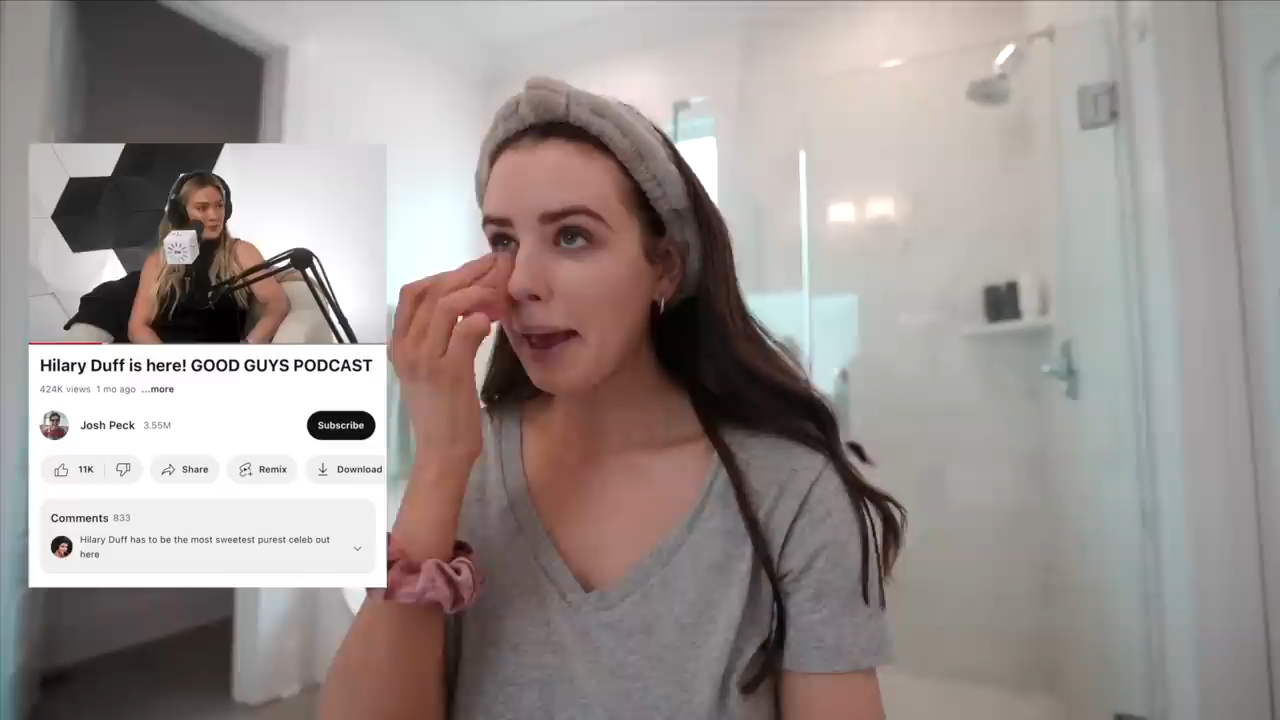 Hilary Duff is here! GOOD GUYS PODCAST
424K views 1 mo ago ...more
Josh Peck 3.55M Subscribe
11K Share Remix Download
Comments 833
Hilary Duff has to be the most sweetest purest celeb out
here